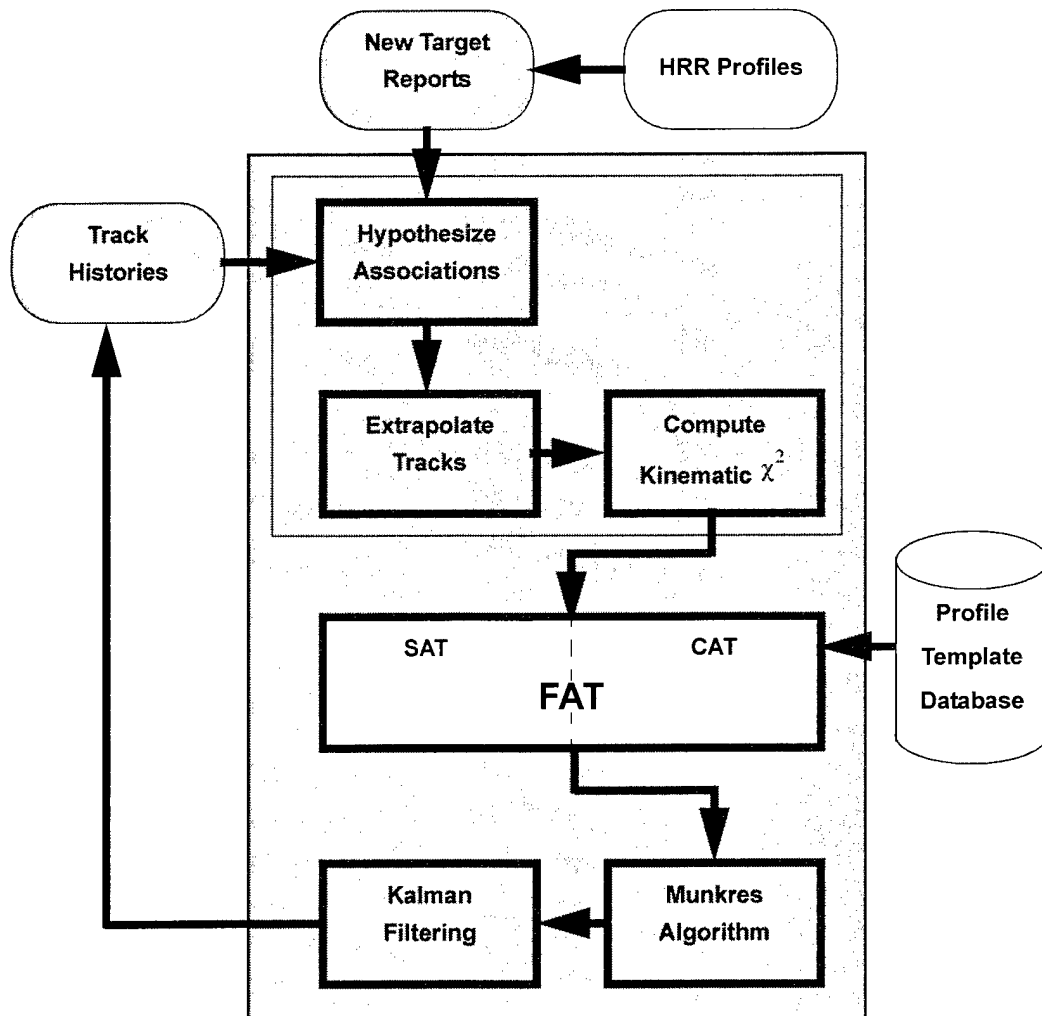 New Target
Reports
HRR Profiles
Track
Histories
Hypothesize
Associations
Extrapolate
Tracks
Compute
Kinematic χ²
SAT
CAT
FAT
Profile
Template
Database
Kalman
Filtering
Munkres
Algorithm